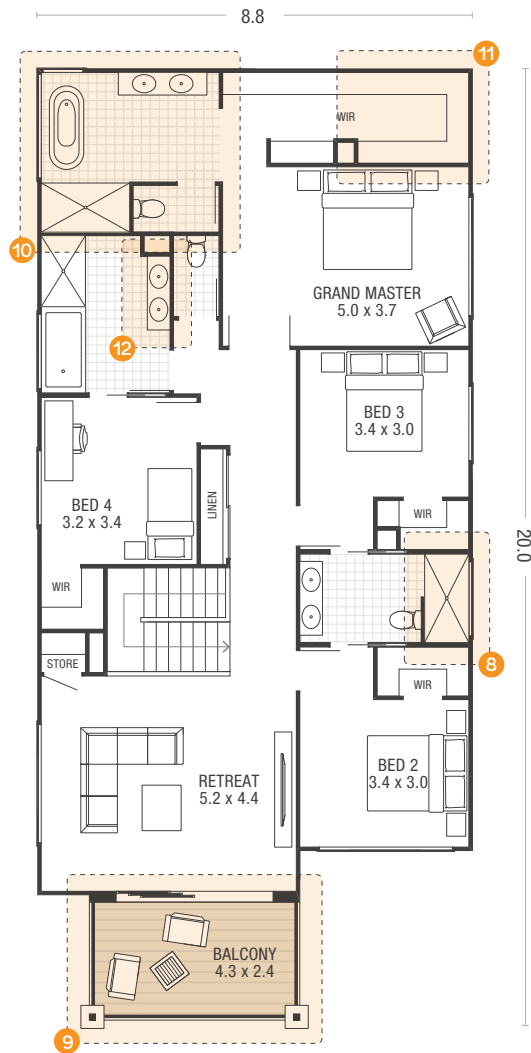 8.8
11
WIR
10
GRAND MASTER
5.0 x 3.7
12
BED 3
3.4 x 3.0
BED 4
3.2 x 3.4
LINEN
WIR
20.0
WIR
STORE
8
WIR
BED 2
3.4 x 3.0
RETREAT
5.2 x 4.4
BALCONY
4.3 x 2.4
9